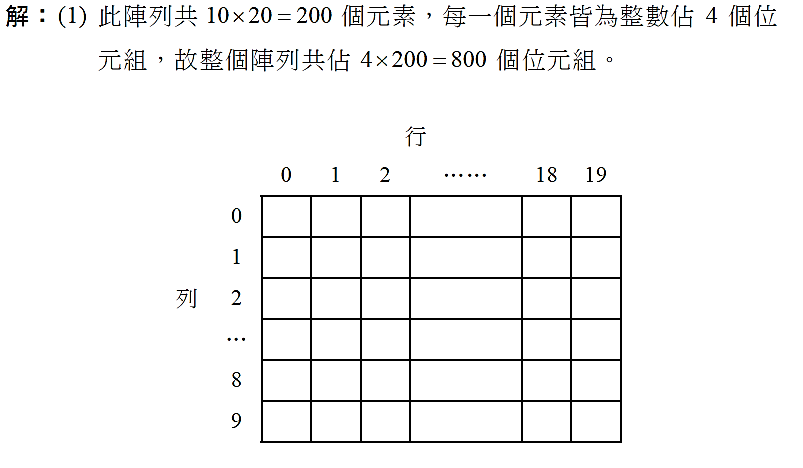 解：(1) 此陣列共 10×20=200 個元素，每一個元素皆為整數佔 4 個位
元組，故整個陣列共佔 4×200=800 個位元組。
行
0 1 2 …… 18 19
0
1
列 2
…
8
9